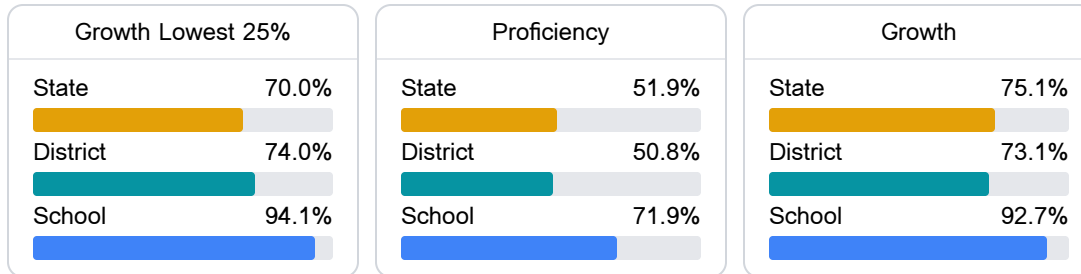 Growth Lowest 25%
State 70.0%
District 74.0%
School 94.1%
Proficiency
State 51.9%
District 50.8%
School 71.9%
Growth
State 75.1%
District 73.1%
School 92.7%